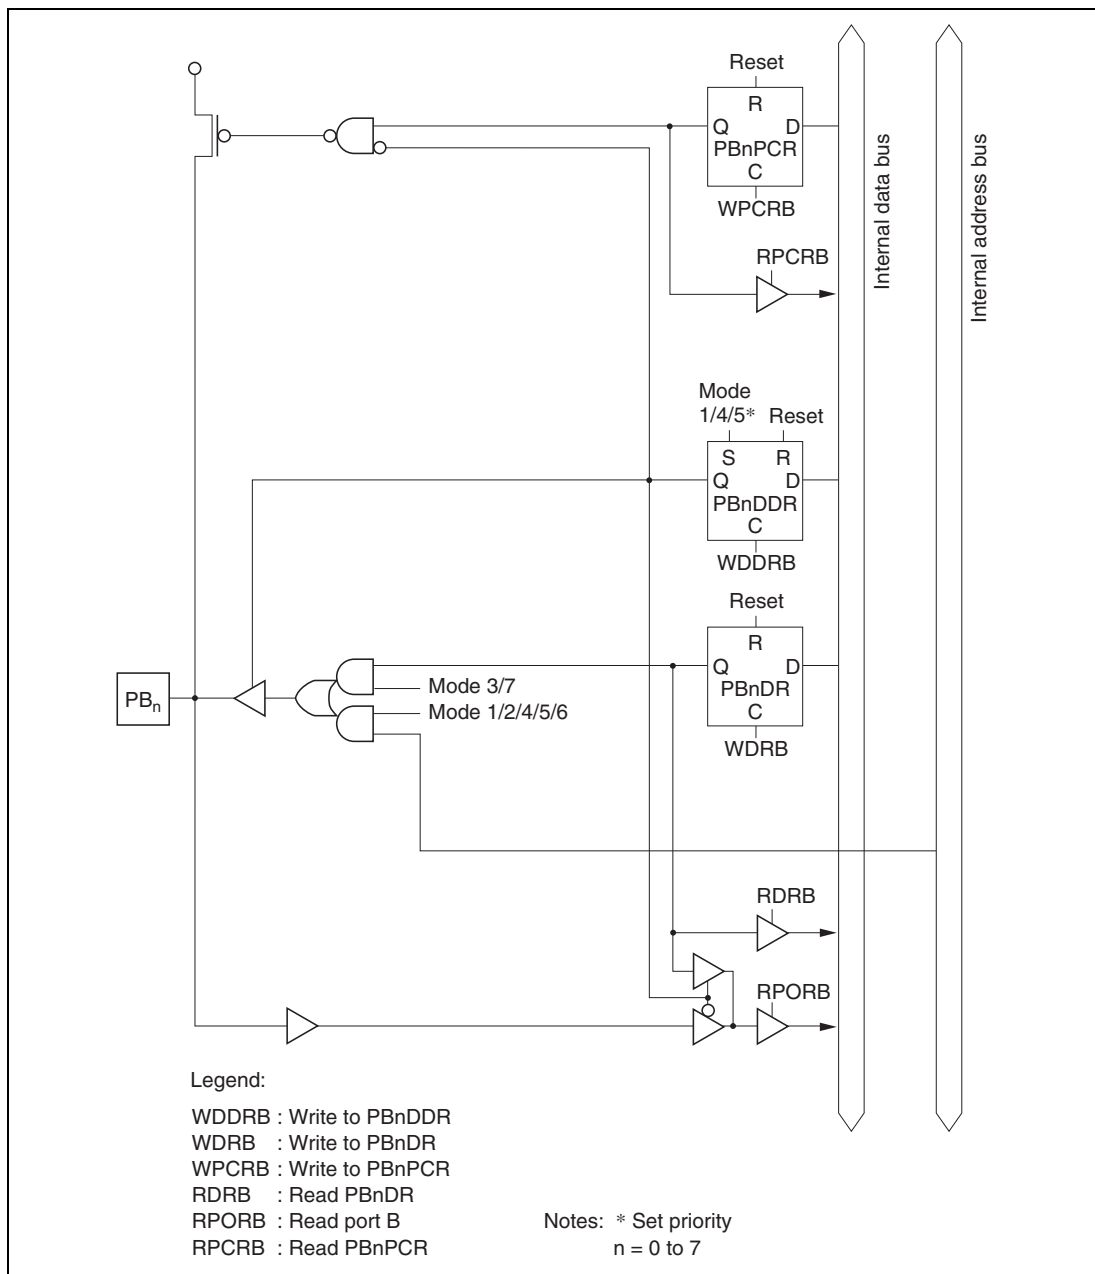 Reset
R
Q D
PBnPCR
C
WPCRB
RPCRB
Internal data bus
Internal address bus
Mode
1/4/5* Reset
S R
Q D
PBnDDR
C
WDDRB
Reset
R
Q D
PBnDR
C
WDRB
Mode 3/7
Mode 1/2/4/5/6
PBn
RDRB
RPORB
Legend:
WDDRB : Write to PBnDDR
WDRB : Write to PBnDR
WPCRB : Write to PBnPCR
RDRB : Read PBnDR
RPORB : Read port B
RPCRB : Read PBnPCR
Notes: * Set priority
n = 0 to 7